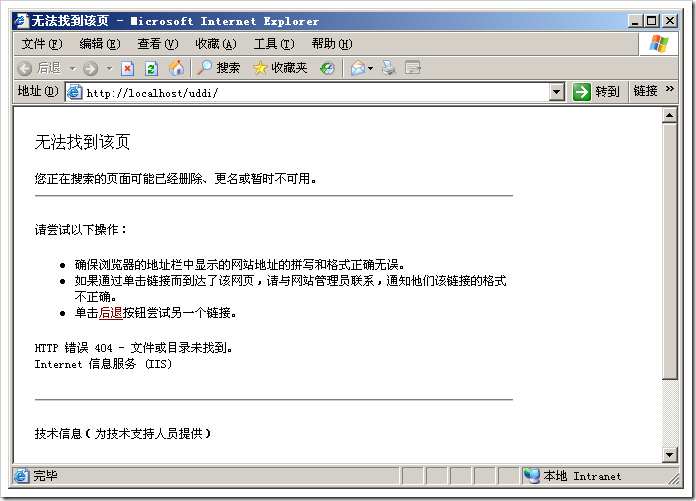 无法找到该页 - Microsoft Internet Explorer
文件(F) 编辑(E) 查看(V) 收藏(A) 工具(T) 帮助(H)
后退 搜索 收藏夹
地址(D) http://localhost/uddi/ 转到 链接 »
无法找到该页
您正在搜索的页面可能已经删除、更名或暂时不可用。
请尝试以下操作：
• 确保浏览器的地址栏中显示的网站地址的拼写和格式正确无误。
• 如果通过单击链接而到达了该网页，请与网站管理员联系，通知他们该链接的格式
不正确。
• 单击后退按钮尝试另一个链接。
HTTP 错误 404 - 文件或目录未找到。
Internet 信息服务 (IIS)
技术信息（为技术支持人员提供）
完毕 本地 Intranet